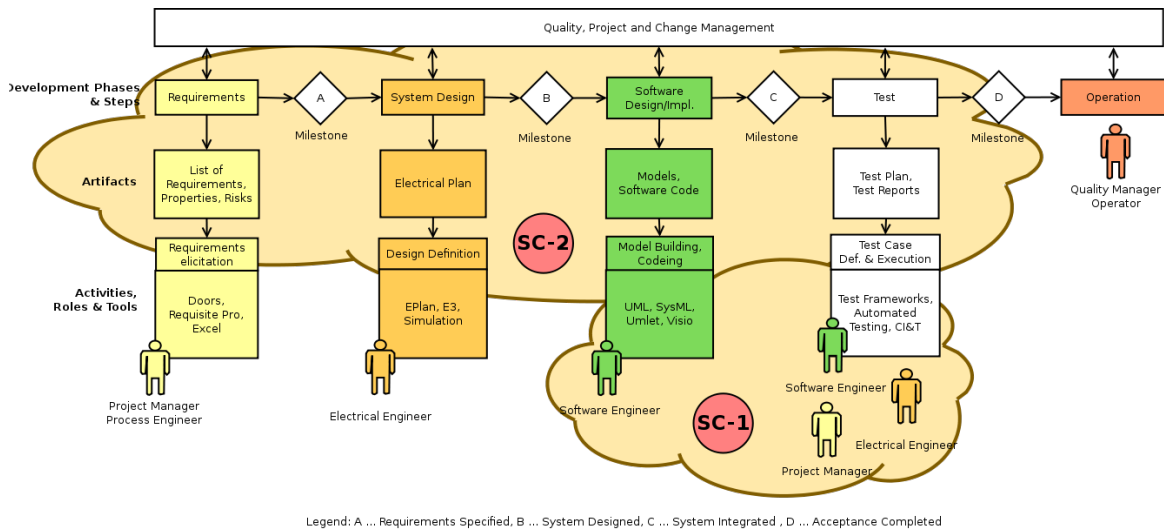 Quality, Project and Change Management
Development Phases
& Steps
Requirements
A
Milestone
System Design
B
Milestone
Software
Design/Impl.
C
Milestone
Test
D
Milestone
Operation
Artifacts
List of
Requirements,
Properties, Risks
Electrical Plan
Models,
Software Code
Test Plan,
Test Reports
Quality Manager
Operator
SC-2
Requirements
elicitation
Design Definition
Model Building,
Codeing
Test Case
Def. & Execution
Activities,
Roles & Tools
Doors,
Requisite Pro,
Excel
EPlan, E3,
Simulation
UML, SysML,
Umlet, Visio
Test Frameworks,
Automated
Testing, CI&T
Project Manager
Process Engineer
Electrical Engineer
Software Engineer
Software Engineer
SC-1
Electrical Engineer
Project Manager
Legend: A ... Requirements Specified, B ... System Designed, C ... System Integrated , D ... Acceptance Completed